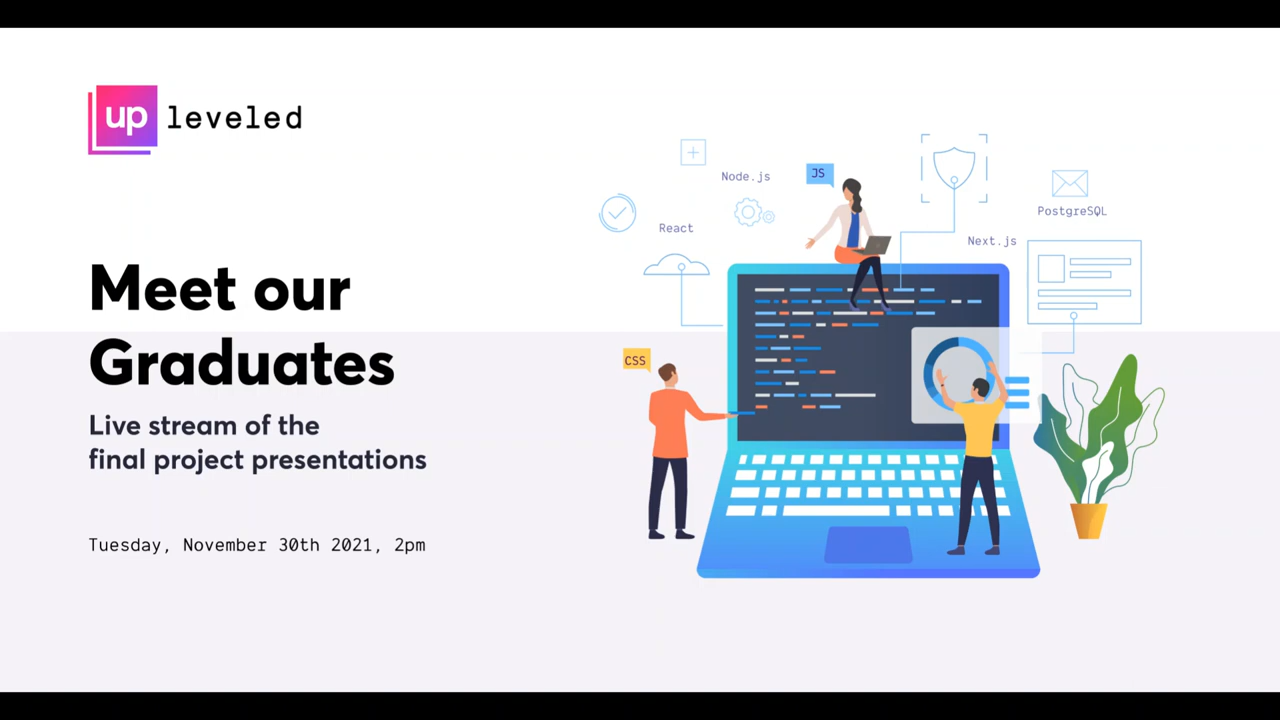 up leveled
Meet our
Graduates
Live stream of the
final project presentations
Tuesday, November 30th 2021, 2pm
Node.js
JS
React
PostgreSQL
Next.js
CSS